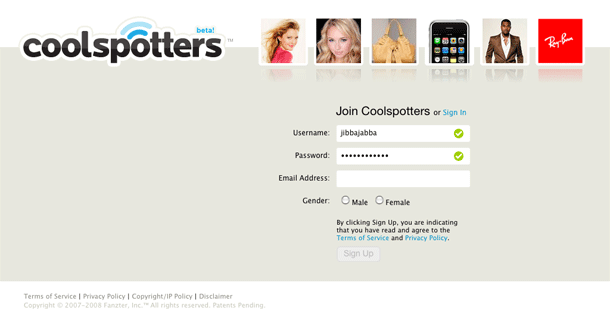 beta!
coolspotters™
Ray-Ban
Join Coolspotters or Sign In
Username: jibbajabba
Password: ••••••••••••
Email Address:
Gender: Male Female
By clicking Sign Up, you are indicating
that you have read and agree to the
Terms of Service and Privacy Policy.
Sign Up
Terms of Service | Privacy Policy | Copyright/IP Policy | Disclaimer
Copyright © 2007-2008 Fanzter, Inc.™ All rights reserved. Patents Pending.